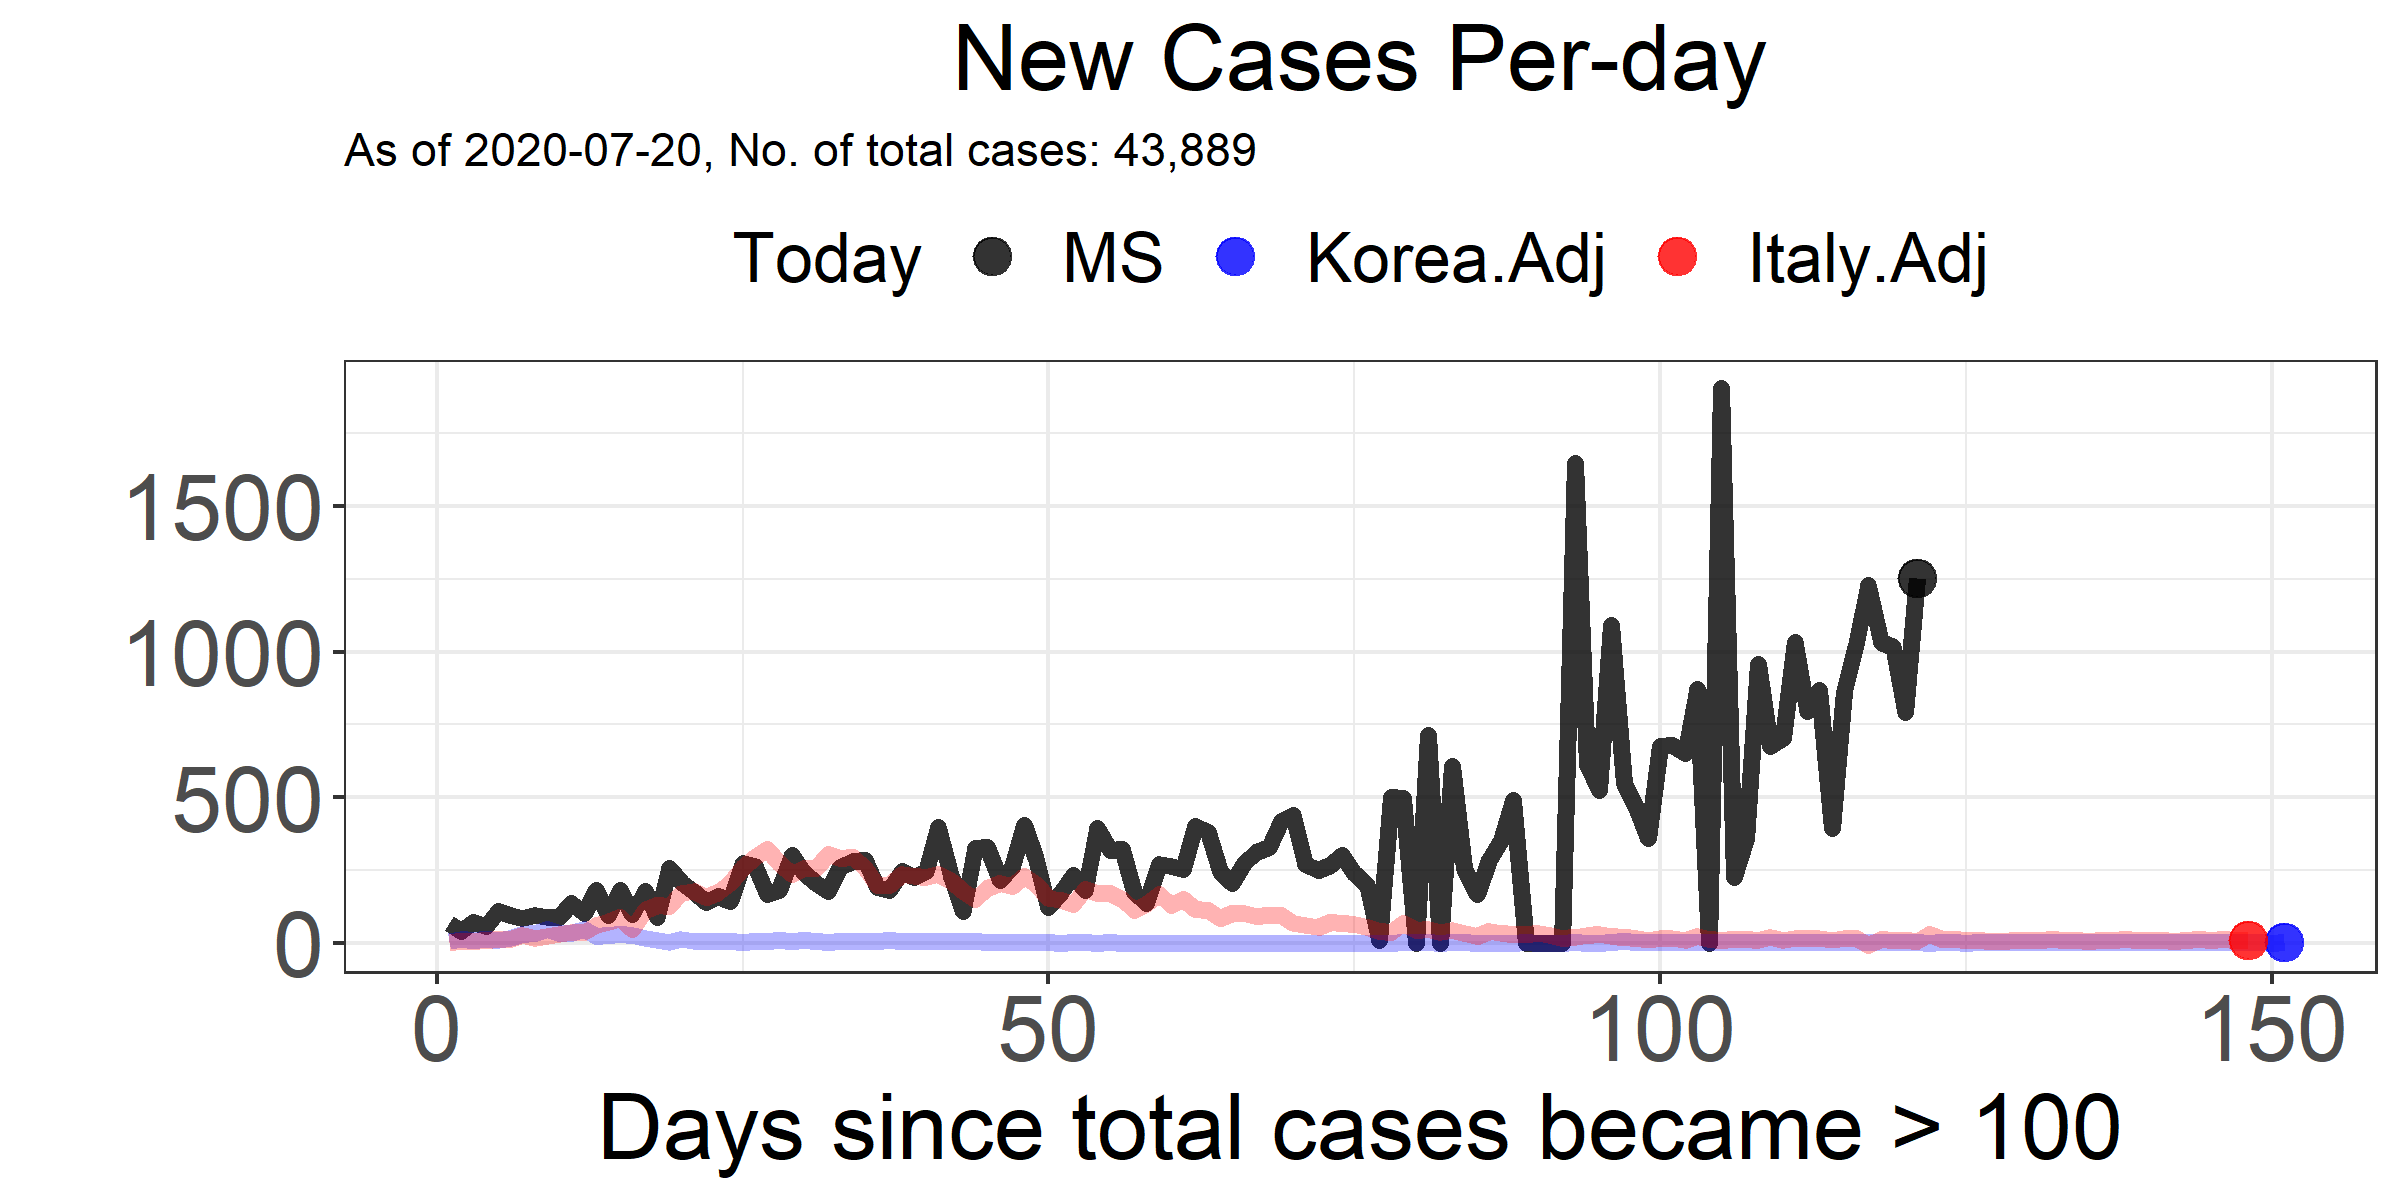 New Cases Per-day
As of 2020-07-20, No. of total cases: 43,889
Today MS Korea.Adj Italy.Adj
1500
1000
500
0
0 50 100 150
Days since total cases became > 100